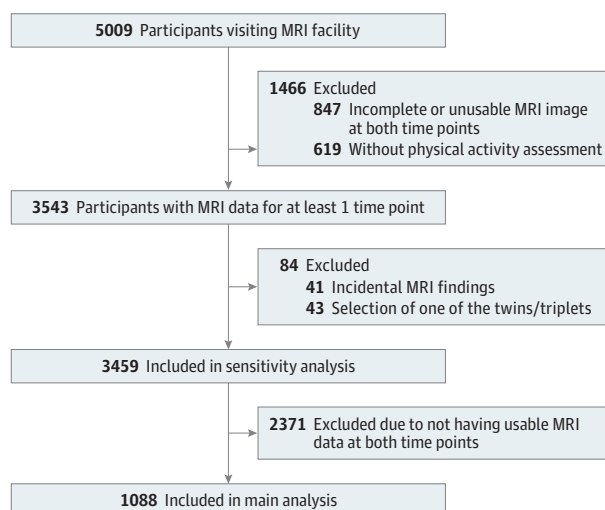 5009 Participants visiting MRI facility
1466 Excluded
847 Incomplete or unusable MRI image
at both time points
619 Without physical activity assessment
3543 Participants with MRI data for at least 1 time point
84 Excluded
41 Incidental MRI findings
43 Selection of one of the twins/triplets
3459 Included in sensitivity analysis
2371 Excluded due to not having usable MRI
data at both time points
1088 Included in main analysis